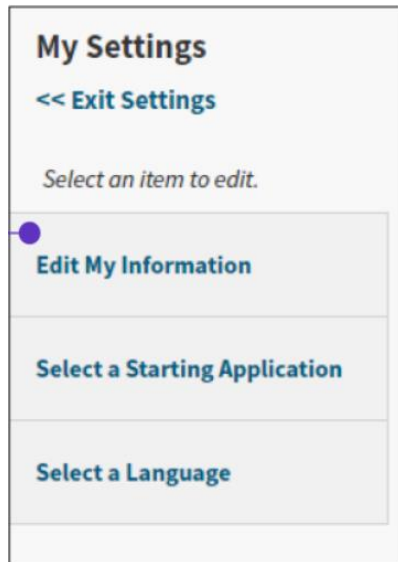 My Settings
<< Exit Settings
Select an item to edit.
Edit My Information
Select a Starting Application
Select a Language